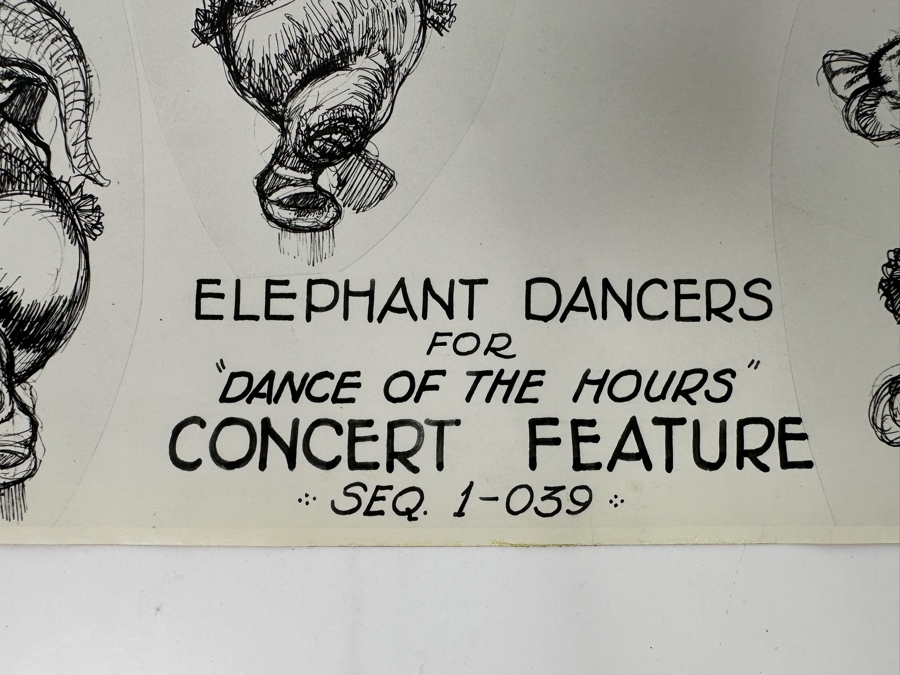 ELEPHANT DANCERS
FOR
"DANCE OF THE HOURS"
CONCERT FEATURE
SEQ. 1-039